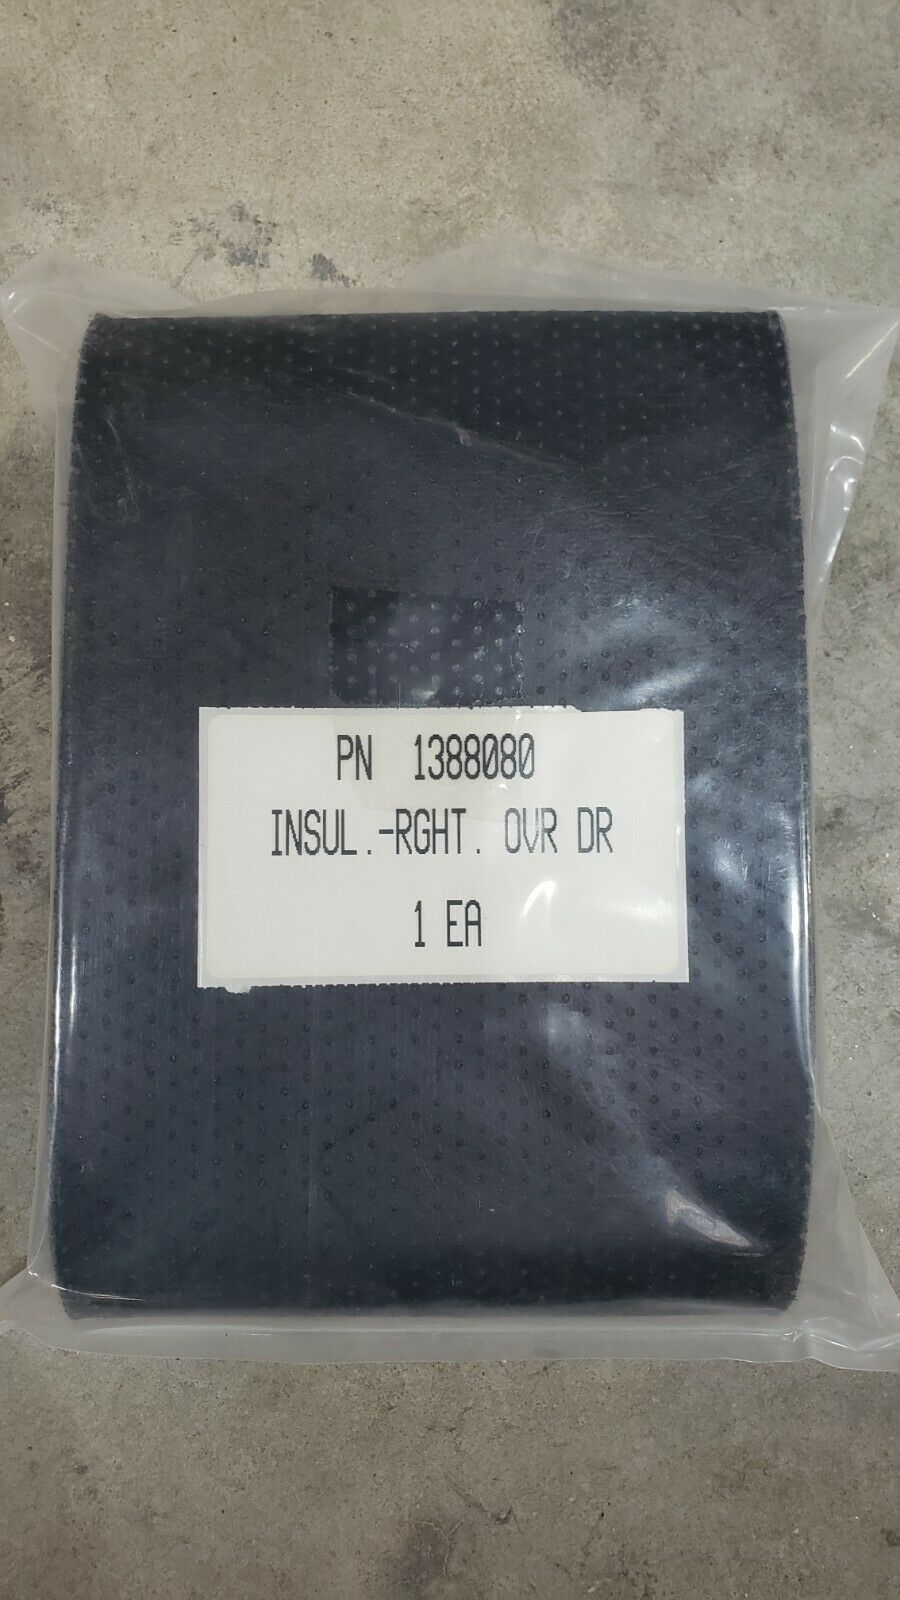 PN 1388080
INSUL.-RGHT. OVR DR
1 EA